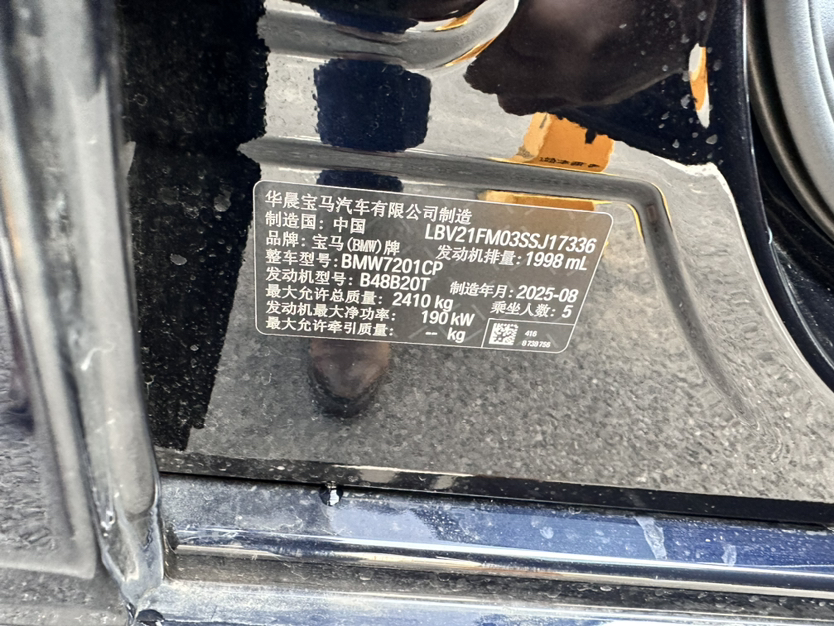 华晨宝马汽车有限公司制造
制造国: 中国 LBV21FM03SSJ17336
品牌: 宝马(BMW)牌 发动机排量: 1998 mL
整车型号: BMW7201CP
发动机型号: B48B20T 制造年月: 2025-08
最大允许总质量: 2410 kg 乘坐人数: 5
发动机最大净功率: 190 kW
最大允许牵引质量: -- kg
416
8 739 756